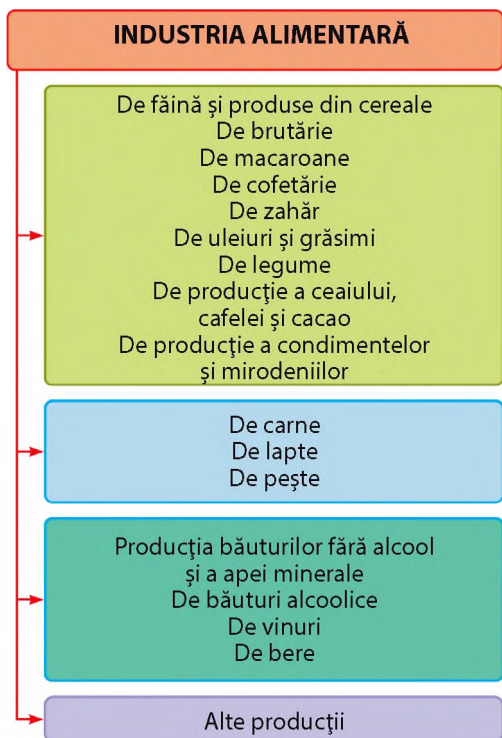 INDUSTRIA ALIMENTARĂ
De făină şi produse din cereale
De brutărie
De macaroane
De cofetărie
De zahăr
De uleiuri şi grăsimi
De legume
De producţie a ceaiului,
cafelei şi cacao
De producţie a condimentelor
şi mirodeniilor
De carne
De lapte
De peşte
Producţia băuturilor fără alcool
şi a apei minerale
De băuturi alcoolice
De vinuri
De bere
Alte producţii